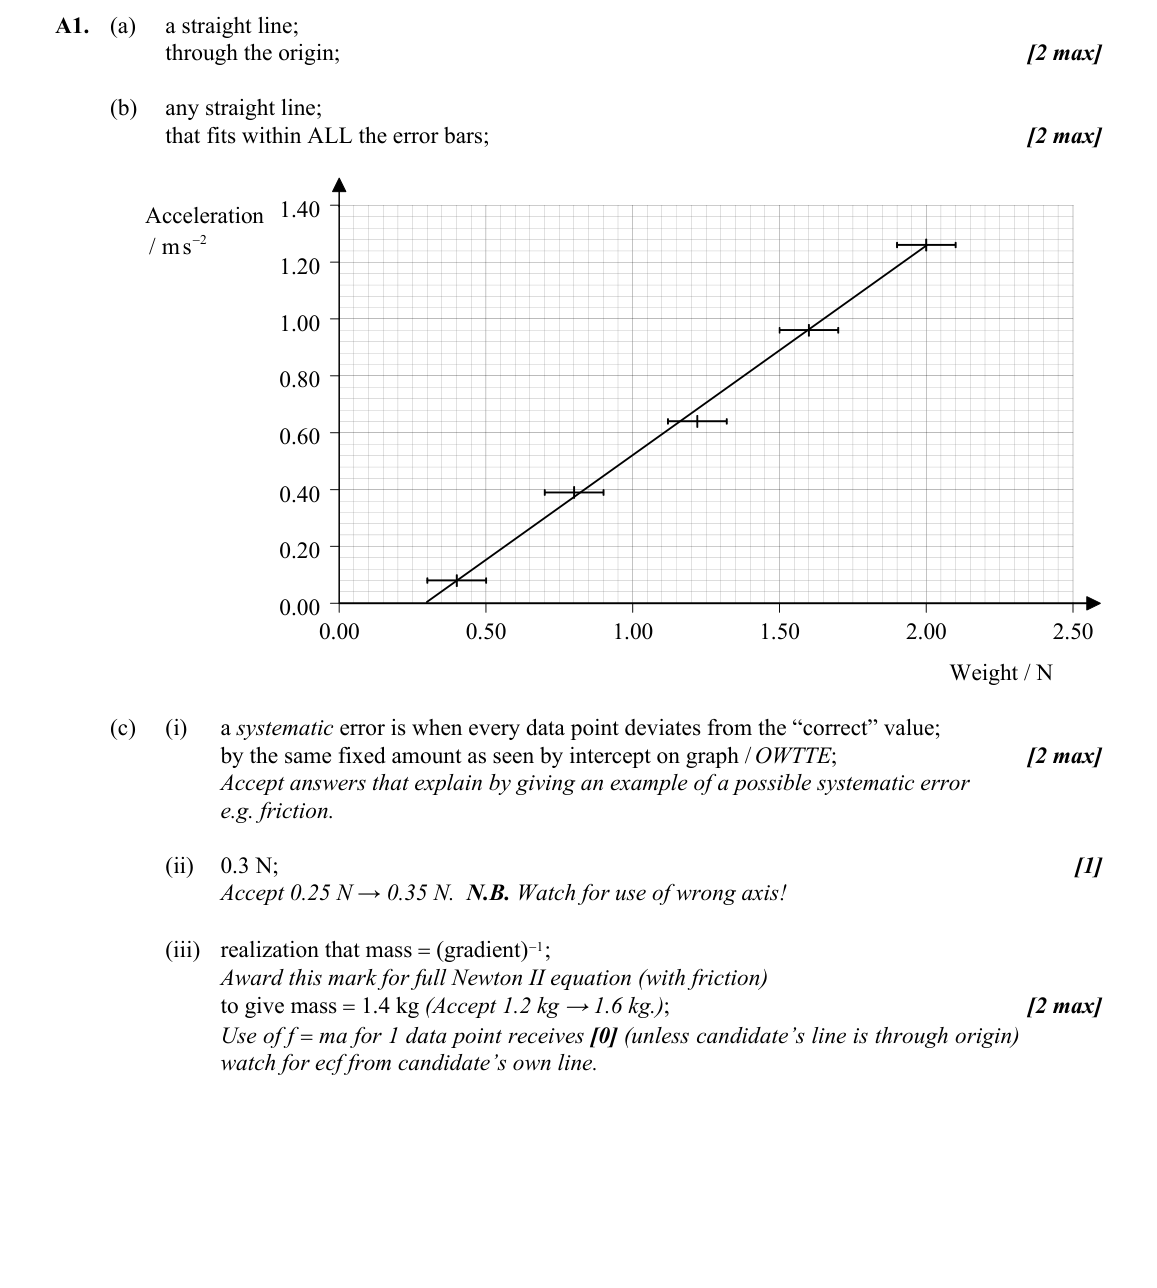 A1. (a) a straight line;
through the origin; [2 max]
(b) any straight line;
that fits within ALL the error bars; [2 max]
Acceleration
/ m s⁻²
1.40
1.20
1.00
0.80
0.60
0.40
0.20
0.00
0.00 0.50 1.00 1.50 2.00 2.50
Weight / N
(c) (i) a systematic error is when every data point deviates from the “correct” value;
by the same fixed amount as seen by intercept on graph / OWTTE; [2 max]
Accept answers that explain by giving an example of a possible systematic error
e.g. friction.
(ii) 0.3 N; [1]
Accept 0.25 N → 0.35 N. N.B. Watch for use of wrong axis!
(iii) realization that mass = (gradient)⁻¹;
Award this mark for full Newton II equation (with friction)
to give mass = 1.4 kg (Accept 1.2 kg → 1.6 kg.); [2 max]
Use of f = ma for 1 data point receives [0] (unless candidate’s line is through origin)
watch for ecf from candidate’s own line.